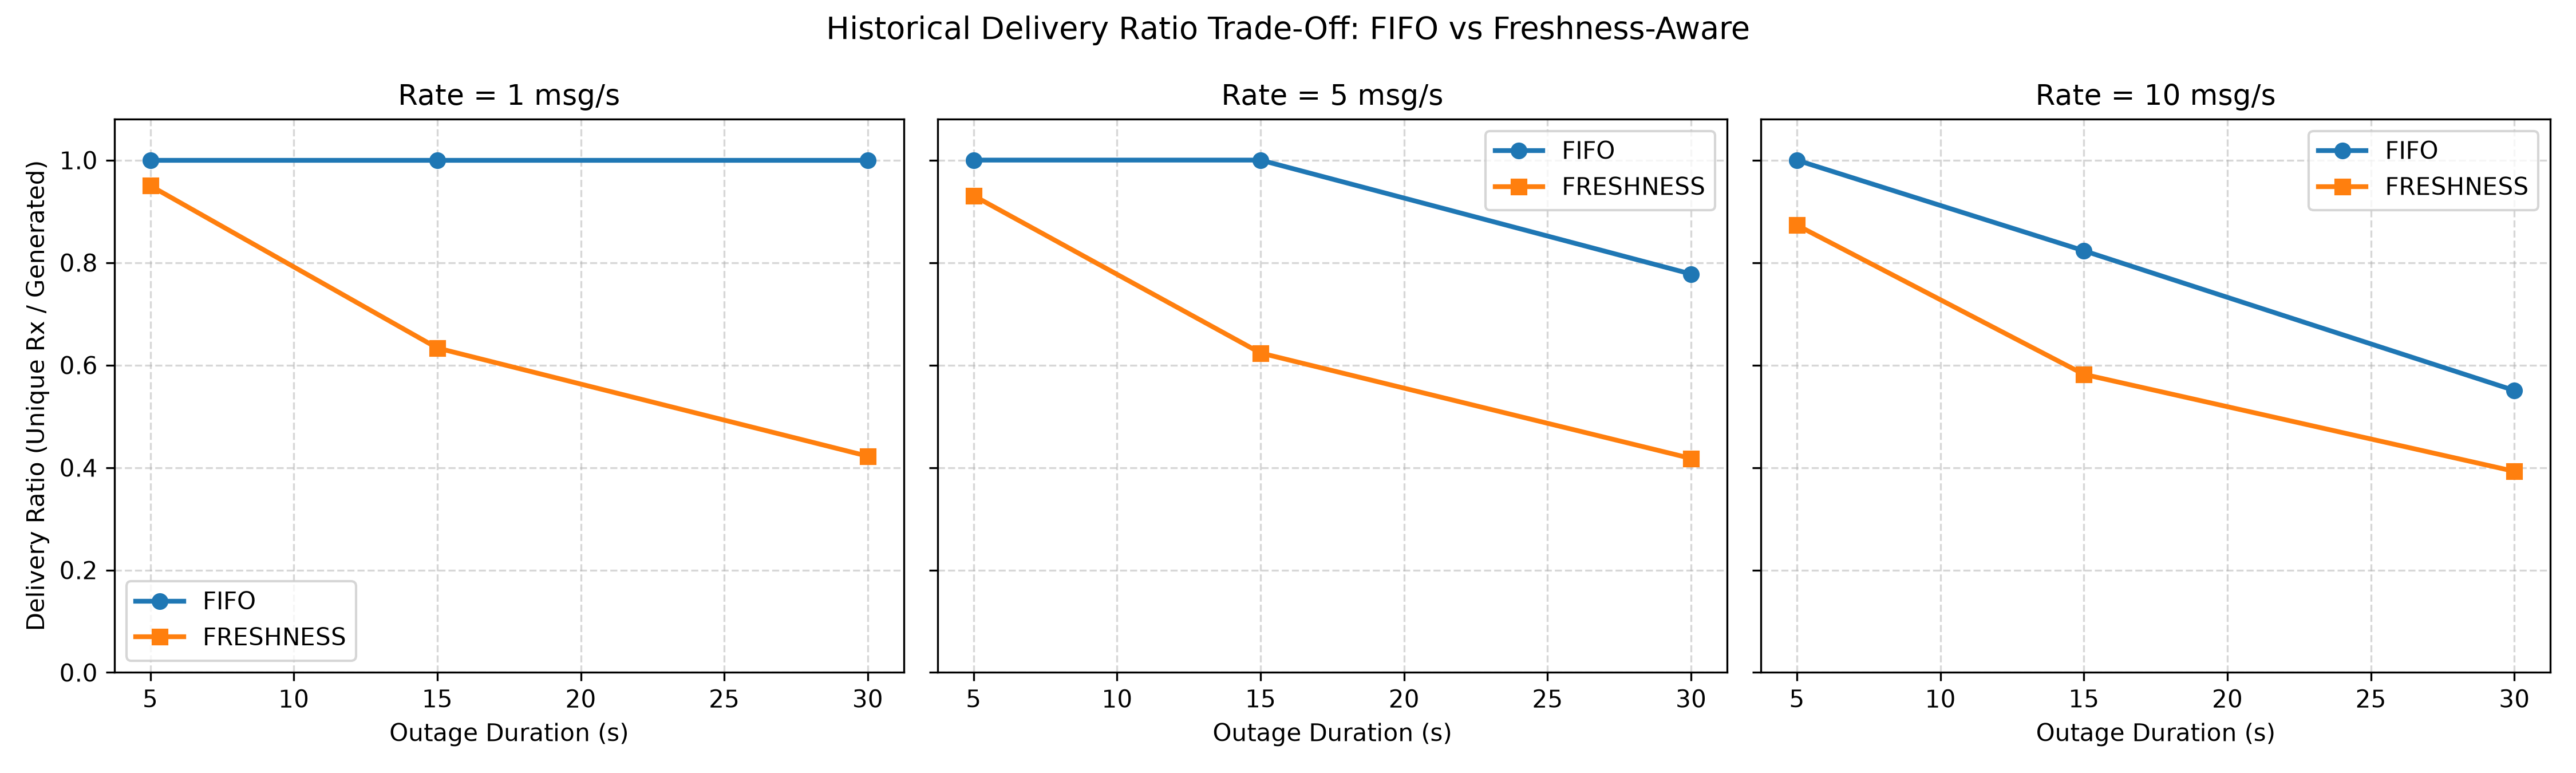 Historical Delivery Ratio Trade-Off: FIFO vs Freshness-Aware
Rate = 1 msg/s
Delivery Ratio (Unique Rx / Generated)
1.0
0.8
0.6
0.4
0.2
0.0
FIFO
FRESHNESS
5 10 15 20 25 30
Outage Duration (s)
Rate = 5 msg/s
FIFO
FRESHNESS
5 10 15 20 25 30
Outage Duration (s)
Rate = 10 msg/s
FIFO
FRESHNESS
5 10 15 20 25 30
Outage Duration (s)